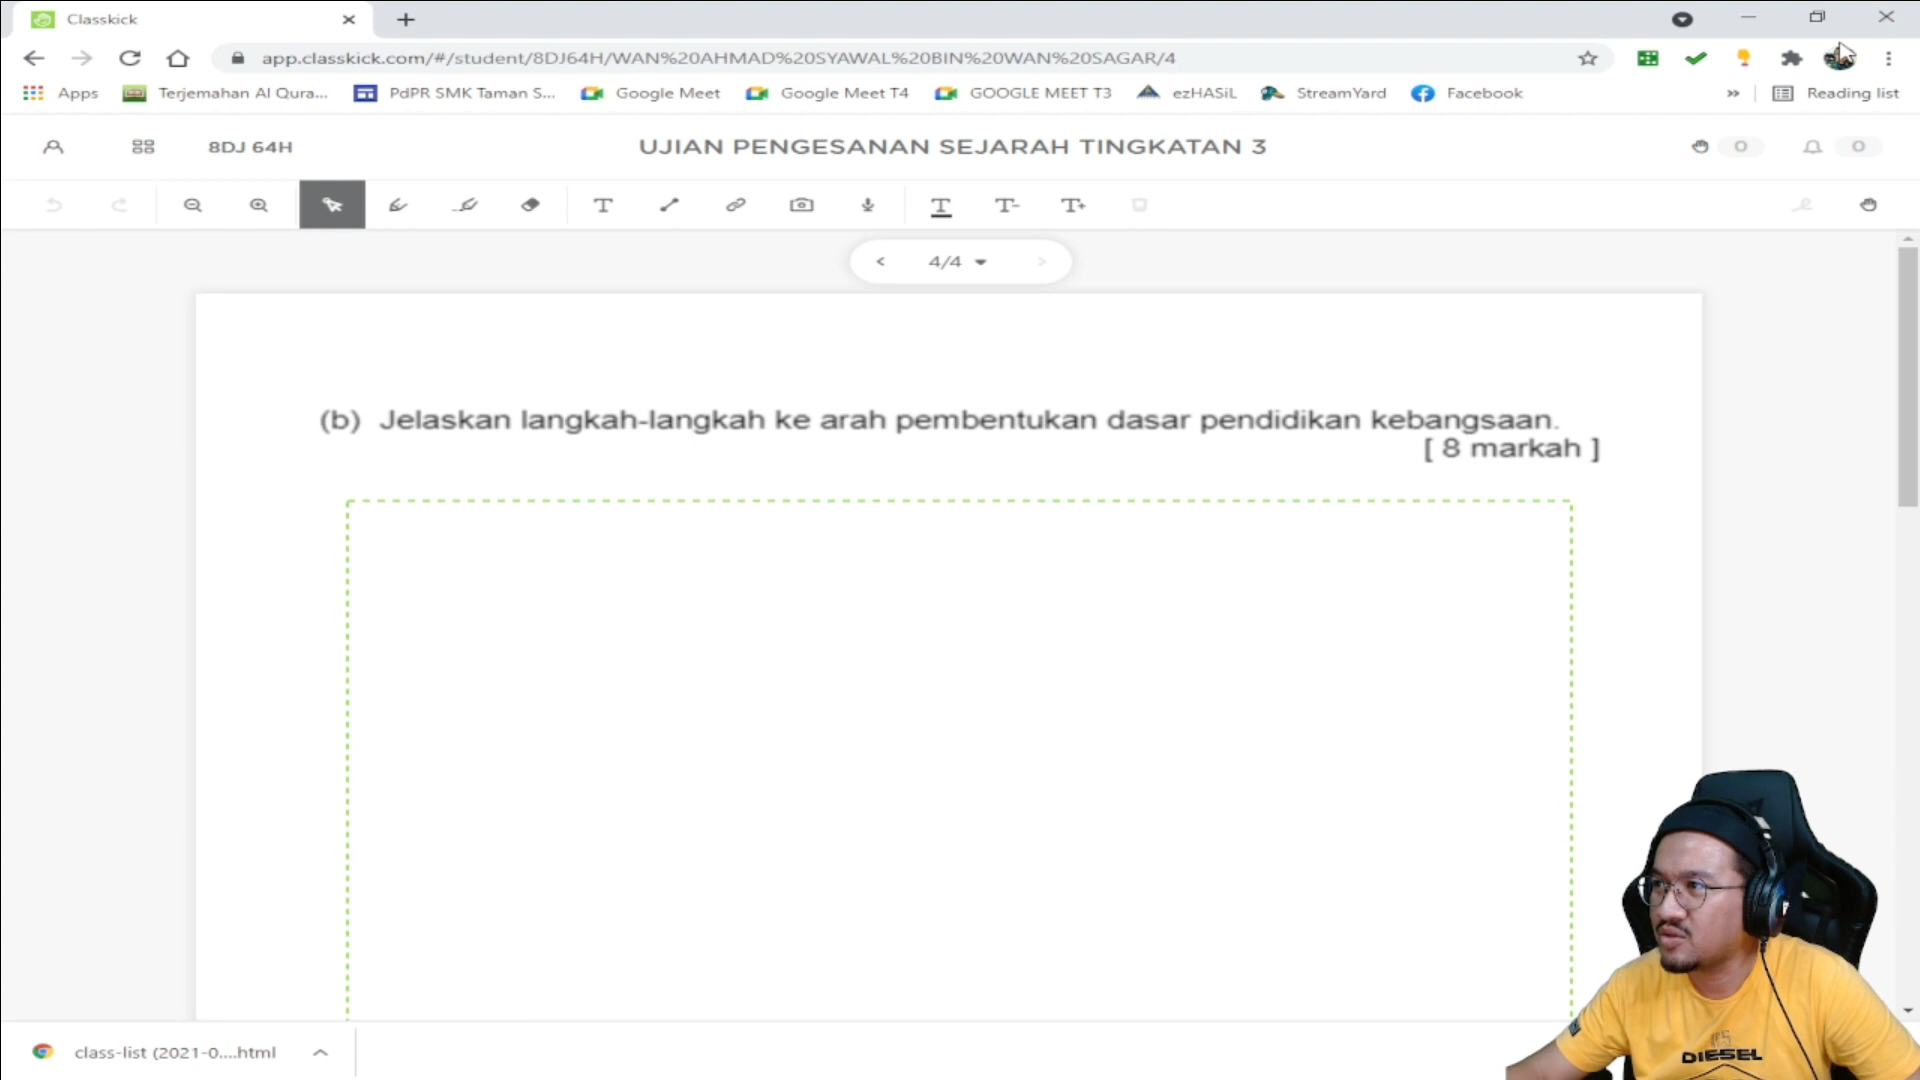 Classkick
app.classkick.com/#/student/8DJ64H/WAN%20AHMAD%20SYAWAL%20BIN%20WAN%20SAGAR/4
Apps Terjemahan Al Qura... PdPR SMK Taman S... Google Meet Google Meet T4 GOOGLE MEET T3 ezHASiL StreamYard Facebook » Reading list
8DJ 64H UJIAN PENGESANAN SEJARAH TINGKATAN 3 0 0
T T T- T+
< 4/4 >
(b) Jelaskan langkah-langkah ke arah pembentukan dasar pendidikan kebangsaan.
[ 8 markah ]
class-list (2021-0....html
DIESEL